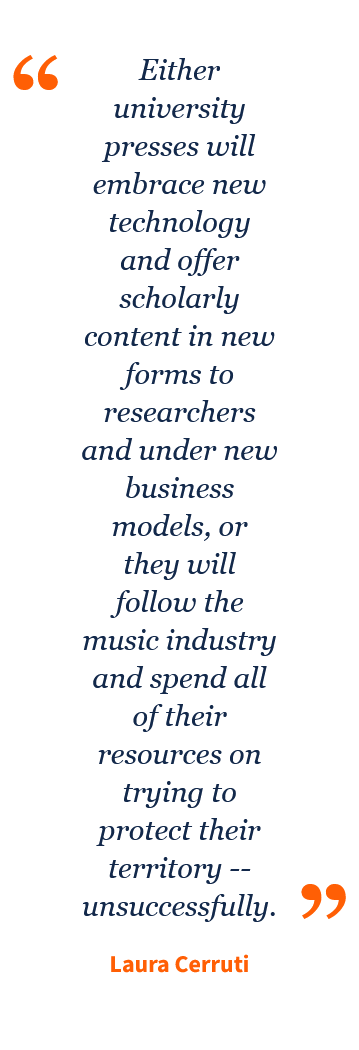 “ Either
university
presses will
embrace new
technology
and offer
scholarly
content in new
forms to
researchers
and under new
business
models, or
they will
follow the
music industry
and spend all
of their
resources on
trying to
protect their
territory --
unsuccessfully. ”
Laura Cerruti